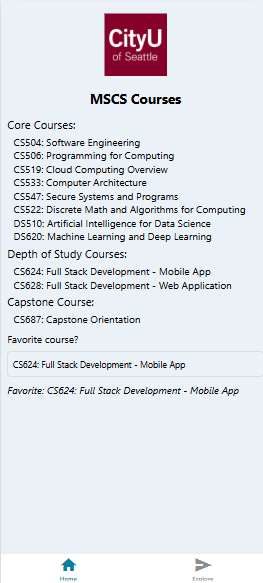 CityU
of Seattle
MSCS Courses
Core Courses:
CS504: Software Engineering
CS506: Programming for Computing
CS519: Cloud Computing Overview
CS533: Computer Architecture
CS547: Secure Systems and Programs
CS522: Discrete Math and Algorithms for Computing
DS510: Artificial Intelligence for Data Science
DS620: Machine Learning and Deep Learning
Depth of Study Courses:
CS624: Full Stack Development - Mobile App
CS628: Full Stack Development - Web Application
Capstone Course:
CS687: Capstone Orientation
Favorite course?
CS624: Full Stack Development - Mobile App
Favorite: CS624: Full Stack Development - Mobile App
Home
Explore